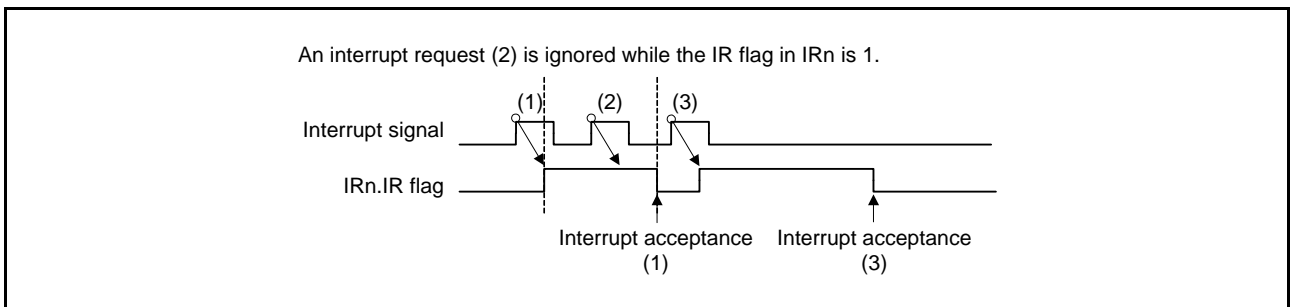 An interrupt request (2) is ignored while the IR flag in IRn is 1.
(1) (2) (3)
Interrupt signal
IRn.IR flag
Interrupt acceptance Interrupt acceptance
(1) (3)